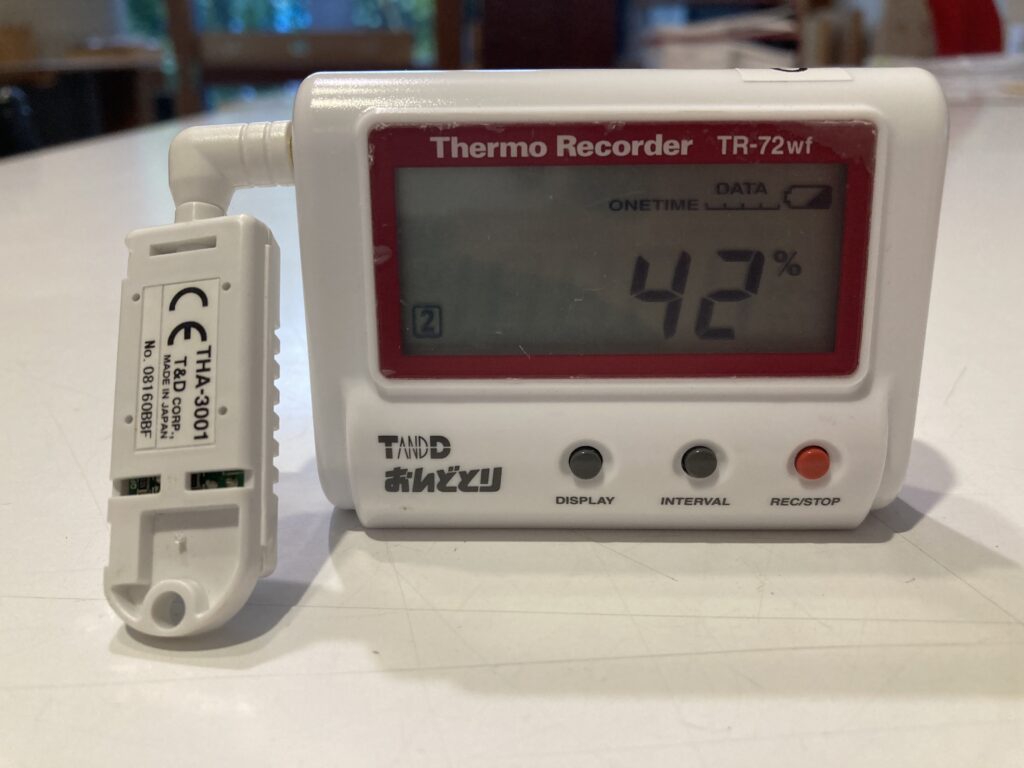 Thermo Recorder TR-72wf
DATA
ONETIME
42%
2
TANDD
おんどとり
DISPLAY
INTERVAL
REC/STOP
CE
THA-3001
T&D CORP.,
MADE IN JAPAN
No. 08160BBF